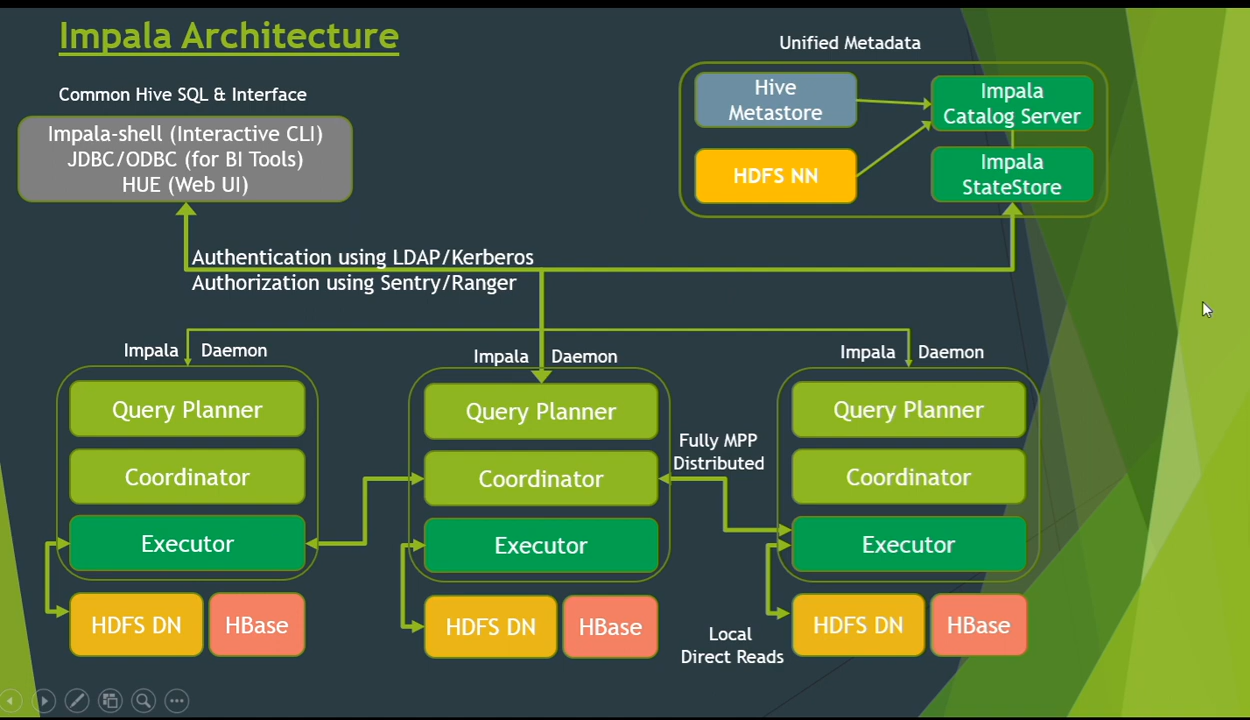 Impala Architecture
Unified Metadata
Common Hive SQL & Interface
Impala-shell (Interactive CLI)
JDBC/ODBC (for BI Tools)
HUE (Web UI)
Hive
Metastore
Impala
Catalog Server
HDFS NN
Impala
StateStore
Authentication using LDAP/Kerberos
Authorization using Sentry/Ranger
Impala Daemon
Query Planner
Coordinator
Executor
HDFS DN
HBase
Impala Daemon
Query Planner
Coordinator
Executor
HDFS DN
HBase
Fully MPP
Distributed
Local
Direct Reads
Impala Daemon
Query Planner
Coordinator
Executor
HDFS DN
HBase